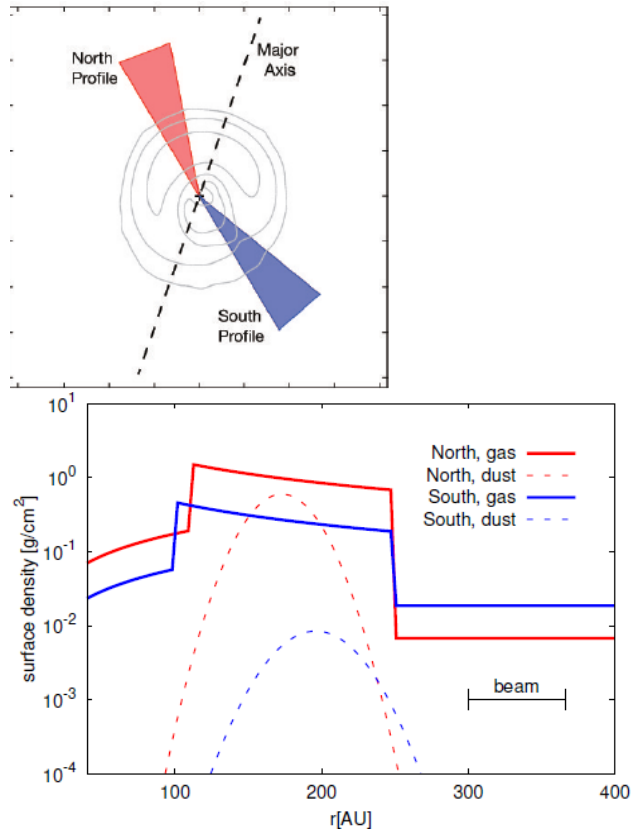 North
Profile
Major
Axis
South
Profile
surface density [g/cm²]
10¹
10⁰
10⁻¹
10⁻²
10⁻³
10⁻⁴
North, gas
North, dust
South, gas
South, dust
beam
100 200 300 400
r[AU]